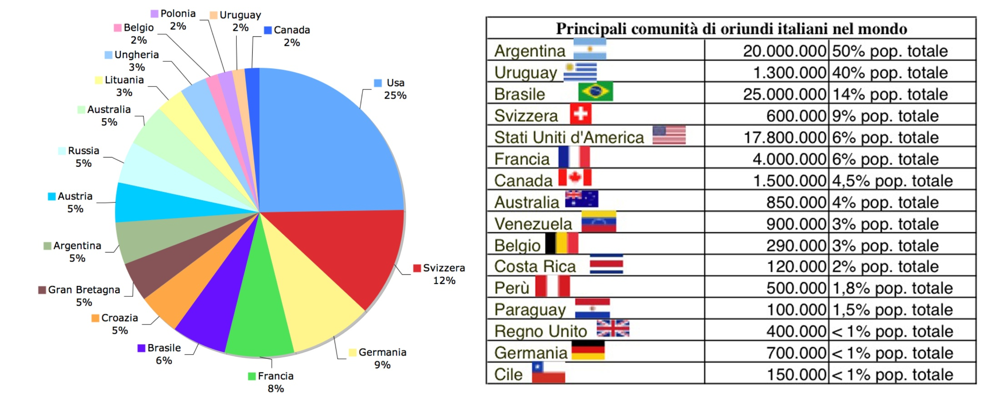 Polonia
2%
Uruguay
2%
Belgio
2%
Canada
2%
Ungheria
3%
Lituania
3%
Usa
25%
Australia
5%
Russia
5%
Austria
5%
Argentina
5%
Svizzera
12%
Gran Bretagna
5%
Croazia
5%
Brasile
6%
Germania
9%
Francia
8%
Principali comunità di oriundi italiani nel mondo
Argentina 20.000.000 50% pop. totale
Uruguay 1.300.000 40% pop. totale
Brasile 25.000.000 14% pop. totale
Svizzera 600.000 9% pop. totale
Stati Uniti d'America 17.800.000 6% pop. totale
Francia 4.000.000 6% pop. totale
Canada 1.500.000 4,5% pop. totale
Australia 850.000 4% pop. totale
Venezuela 900.000 3% pop. totale
Belgio 290.000 3% pop. totale
Costa Rica 120.000 2% pop. totale
Perù 500.000 1,8% pop. totale
Paraguay 100.000 1,5% pop. totale
Regno Unito 400.000 < 1% pop. totale
Germania 700.000 < 1% pop. totale
Cile 150.000 < 1% pop. totale